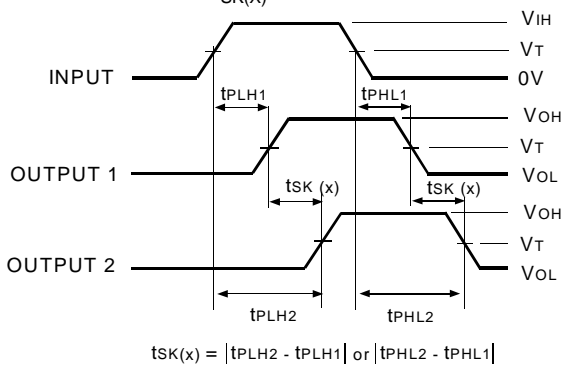 tSK(x)
VIH
VT
INPUT
0V
tPLH1
tPHL1
VOH
VT
OUTPUT 1
VOL
tSK (x)
tSK (x)
VOH
VT
OUTPUT 2
VOL
tPLH2
tPHL2
tSK(x) = |tPLH2 - tPLH1| or |tPHL2 - tPHL1|